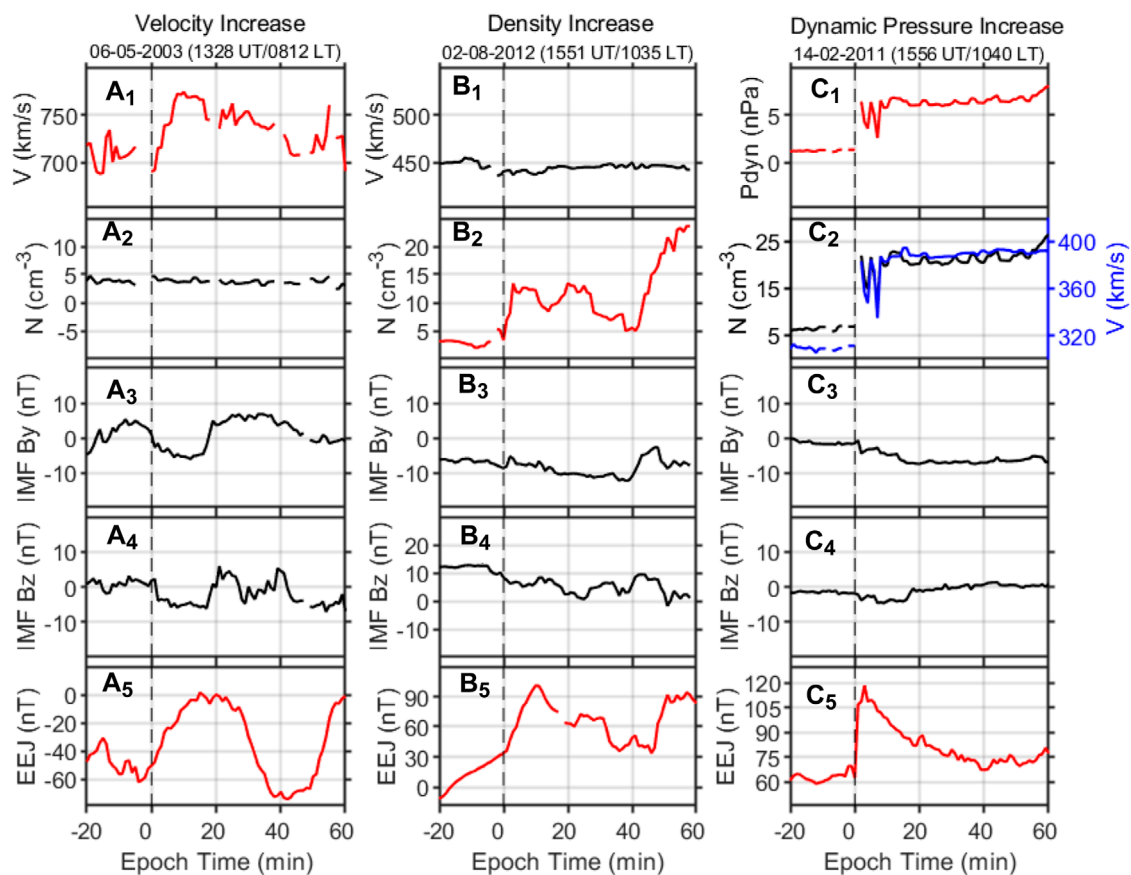 Velocity Increase
06-05-2003 (1328 UT/0812 LT)
Density Increase
02-08-2012 (1551 UT/1035 LT)
Dynamic Pressure Increase
14-02-2011 (1556 UT/1040 LT)
A1
V (km/s)
750
700
B1
V (km/s)
500
450
C1
Pdyn (nPa)
5
0
A2
N (cm-3)
10
5
0
-5
B2
N (cm-3)
20
15
10
5
C2
N (cm-3)
25
15
5
400
360
320
V (km/s)
A3
IMF By (nT)
10
0
-10
B3
IMF By (nT)
10
0
-10
C3
IMF By (nT)
10
0
-10
A4
IMF Bz (nT)
10
0
-10
B4
IMF Bz (nT)
20
10
0
-10
C4
IMF Bz (nT)
10
0
-10
A5
EEJ (nT)
0
-20
-40
-60
B5
EEJ (nT)
90
60
30
0
C5
EEJ (nT)
120
105
90
75
60
-20 0 20 40 60
-20 0 20 40 60
-20 0 20 40 60
Epoch Time (min)
Epoch Time (min)
Epoch Time (min)